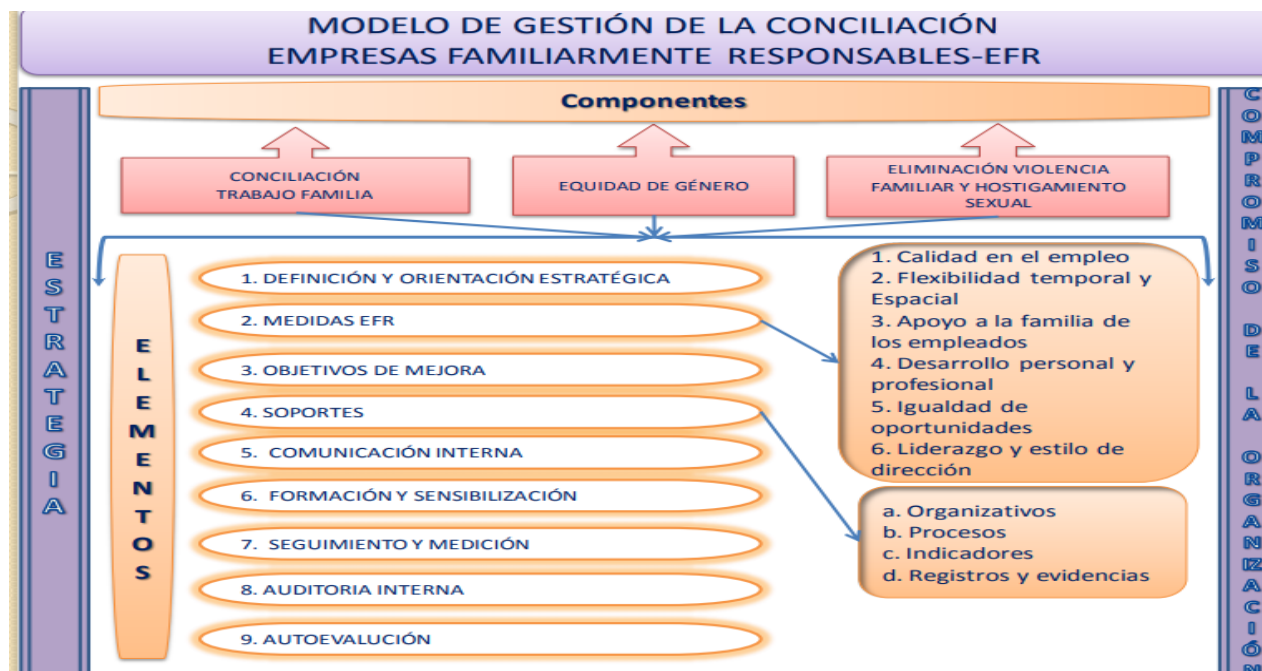 MODELO DE GESTIÓN DE LA CONCILIACIÓN
EMPRESAS FAMILIARMENTE RESPONSABLES-EFR
Componentes
CONCILIACIÓN
TRABAJO FAMILIA
EQUIDAD DE GÉNERO
ELIMINACIÓN VIOLENCIA
FAMILIAR Y HOSTIGAMIENTO
SEXUAL
ESTRATEGIA
ELEMENTOS
1. DEFINICIÓN Y ORIENTACIÓN ESTRATÉGICA
2. MEDIDAS EFR
3. OBJETIVOS DE MEJORA
4. SOPORTES
5. COMUNICACIÓN INTERNA
6. FORMACIÓN Y SENSIBILIZACIÓN
7. SEGUIMIENTO Y MEDICIÓN
8. AUDITORIA INTERNA
9. AUTOEVALUCIÓN
1. Calidad en el empleo
2. Flexibilidad temporal y
Espacial
3. Apoyo a la familia de
los empleados
4. Desarrollo personal y
profesional
5. Igualdad de
oportunidades
6. Liderazgo y estilo de
dirección
a. Organizativos
b. Procesos
c. Indicadores
d. Registros y evidencias
COMPROMISO DE LA ORGANIZACIÓN